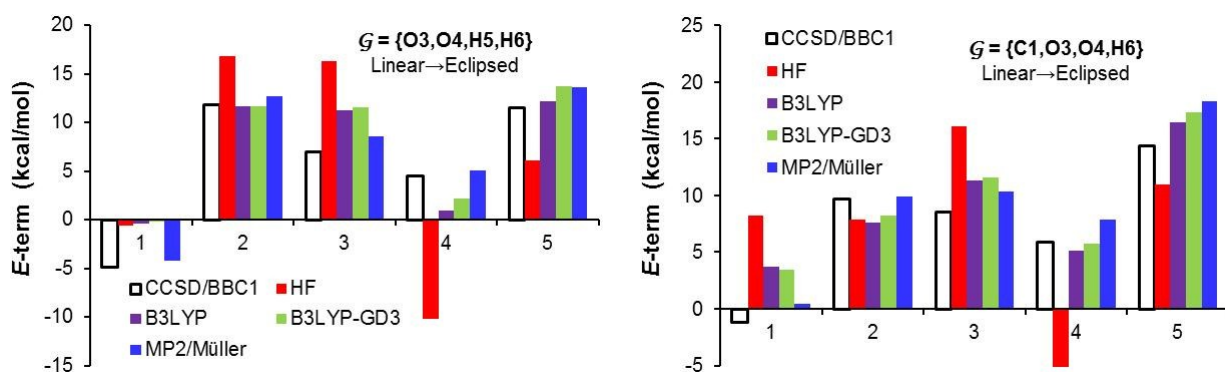 E-term (kcal/mol)
20
15
10
5
0
-5
-10
-15
𝒢 = {O3,O4,H5,H6}
Linear→Eclipsed
1 2 3 4 5
CCSD/BBC1 HF
B3LYP B3LYP-GD3
MP2/Müller
E-term (kcal/mol)
25
20
15
10
5
0
-5
CCSD/BBC1
HF
B3LYP
B3LYP-GD3
MP2/Müller
𝒢 = {C1,O3,O4,H6}
Linear→Eclipsed
1 2 3 4 5